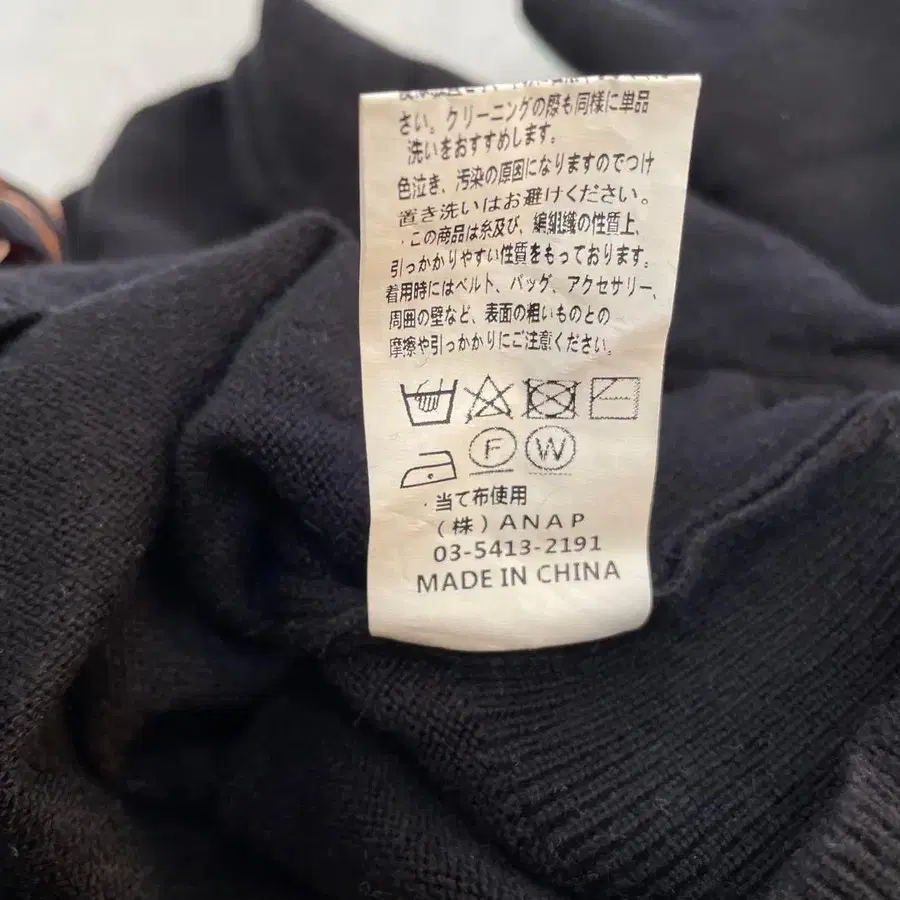 さい。クリーニングの際も同様に単品
洗いをおすすめします。
色泣き、汚染の原因になりますのでつけ
置き洗いはお避けください。
・この商品は糸及び、編組織の性質上、
引っかかりやすい性質をもっております。
着用時にはベルト、バッグ、アクセサリー、
周囲の壁など、表面の粗いものとの
摩擦や引っかかりにご注意ください。
F W
・当て布使用
(株)ANAP
03-5413-2191
MADE IN CHINA